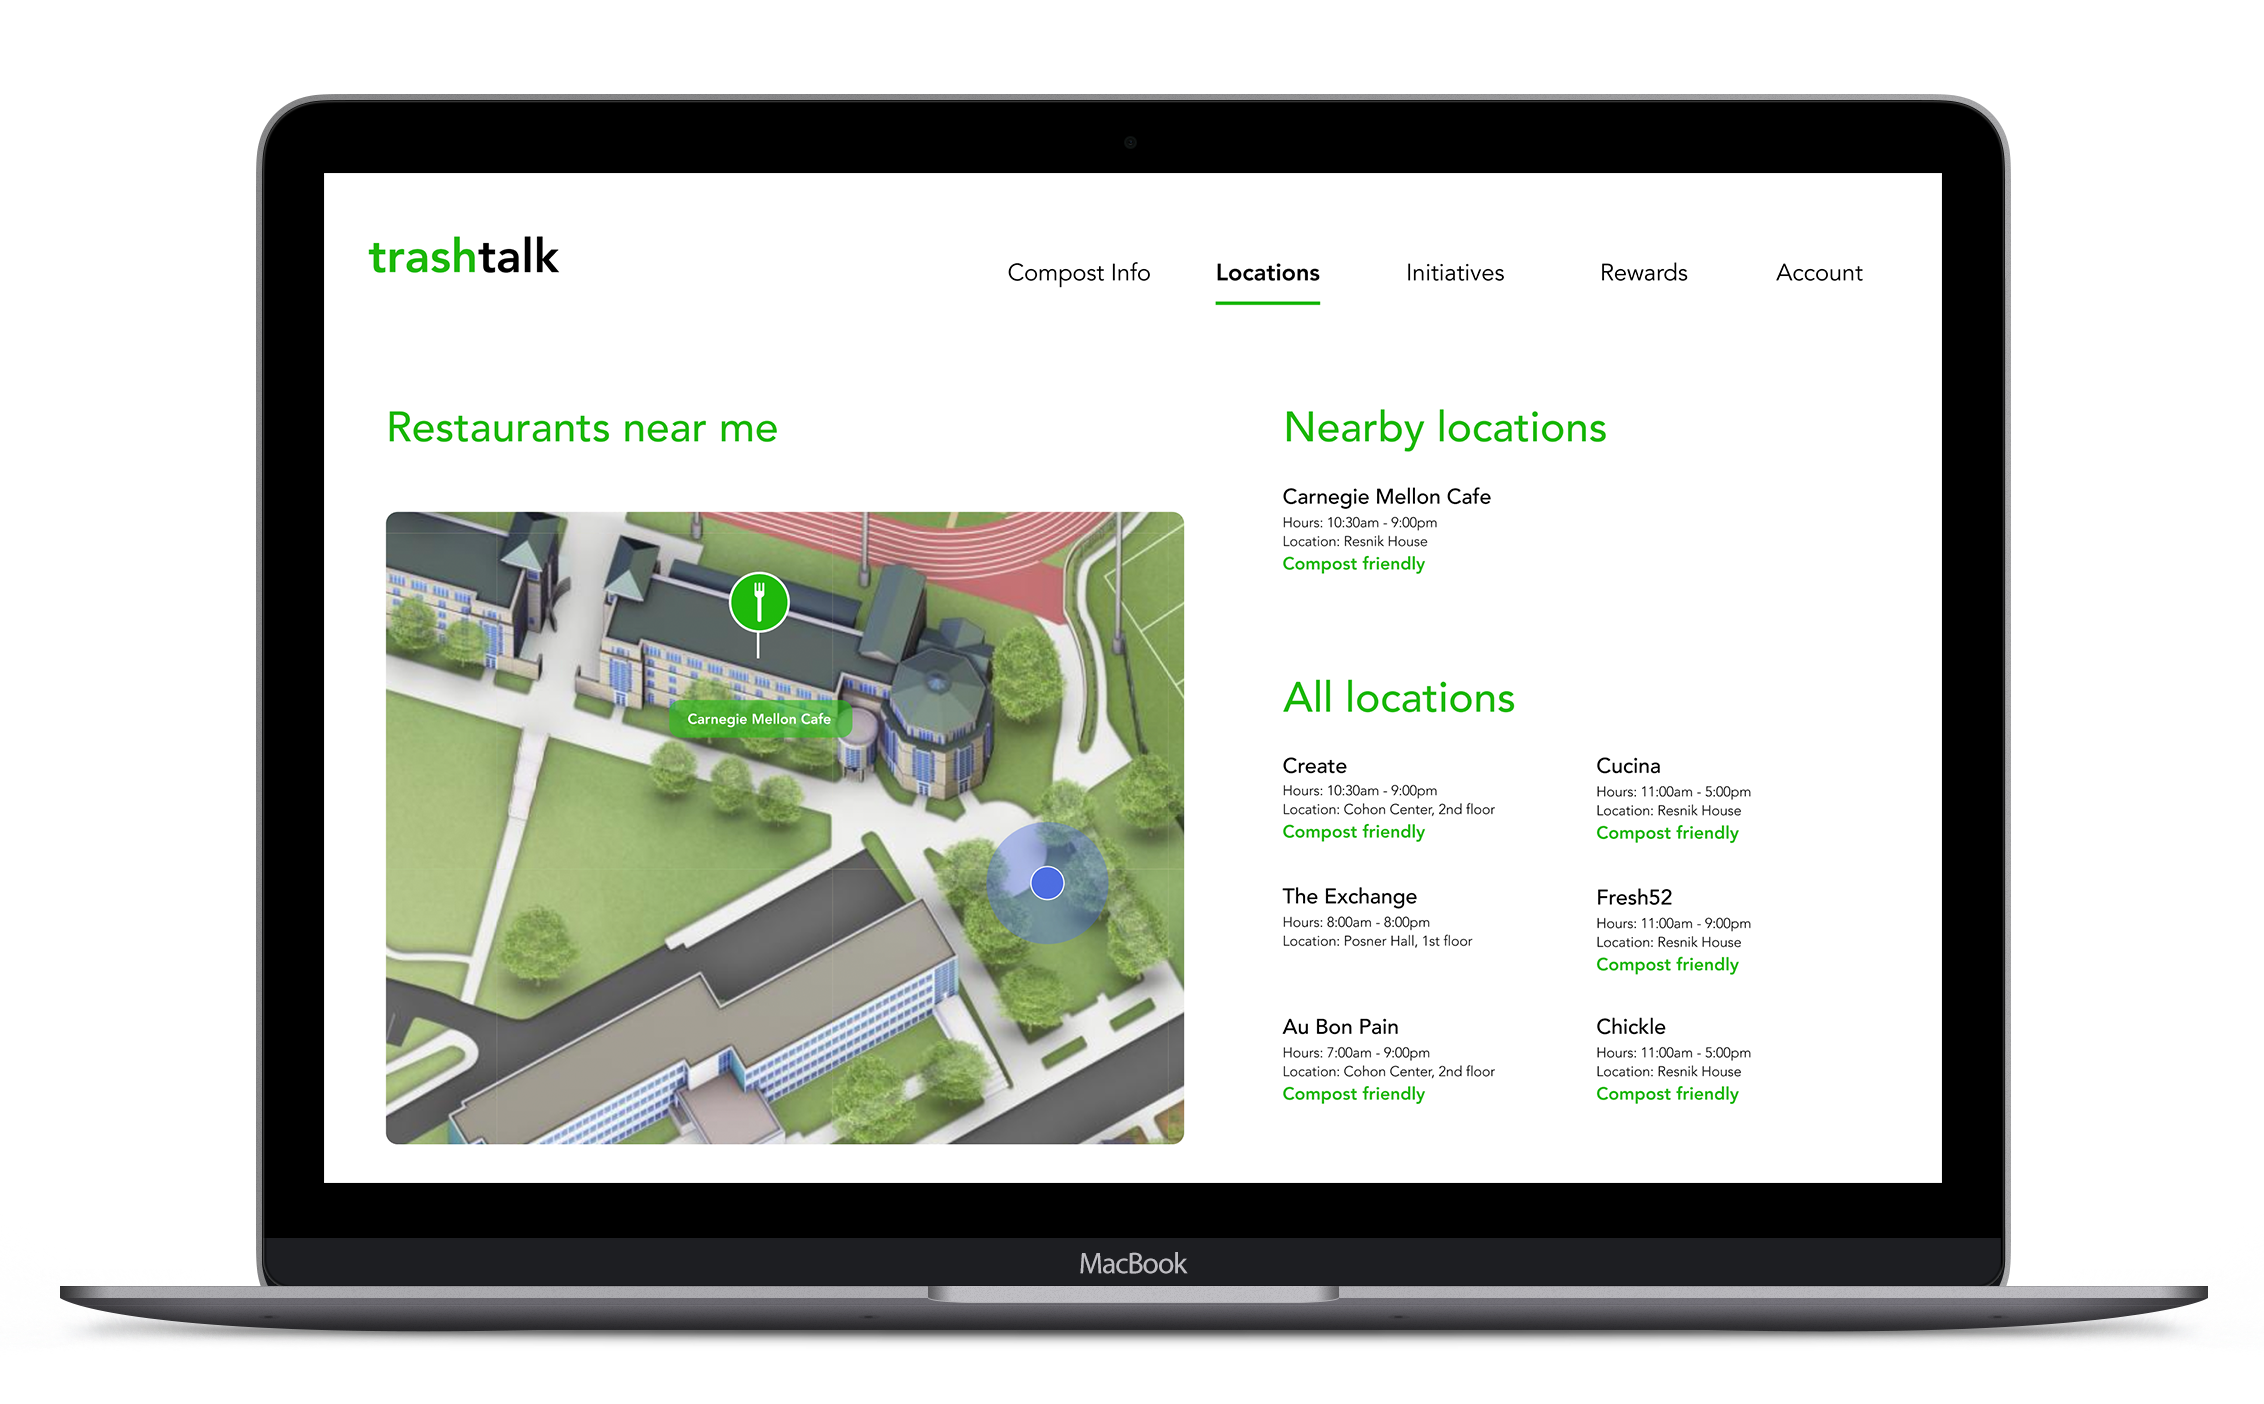 trashtalk
Compost Info
Locations
Initiatives
Rewards
Account
Restaurants near me
Carnegie Mellon Cafe
Nearby locations
Carnegie Mellon Cafe
Hours: 10:30am - 9:00pm
Location: Resnik House
Compost friendly
All locations
Create
Hours: 10:30am - 9:00pm
Location: Cohon Center, 2nd floor
Compost friendly
Cucina
Hours: 11:00am - 5:00pm
Location: Resnik House
Compost friendly
The Exchange
Hours: 8:00am - 8:00pm
Location: Posner Hall, 1st floor
Fresh52
Hours: 11:00am - 9:00pm
Location: Resnik House
Compost friendly
Au Bon Pain
Hours: 7:00am - 9:00pm
Location: Cohon Center, 2nd floor
Compost friendly
Chickle
Hours: 11:00am - 5:00pm
Location: Resnik House
Compost friendly
MacBook